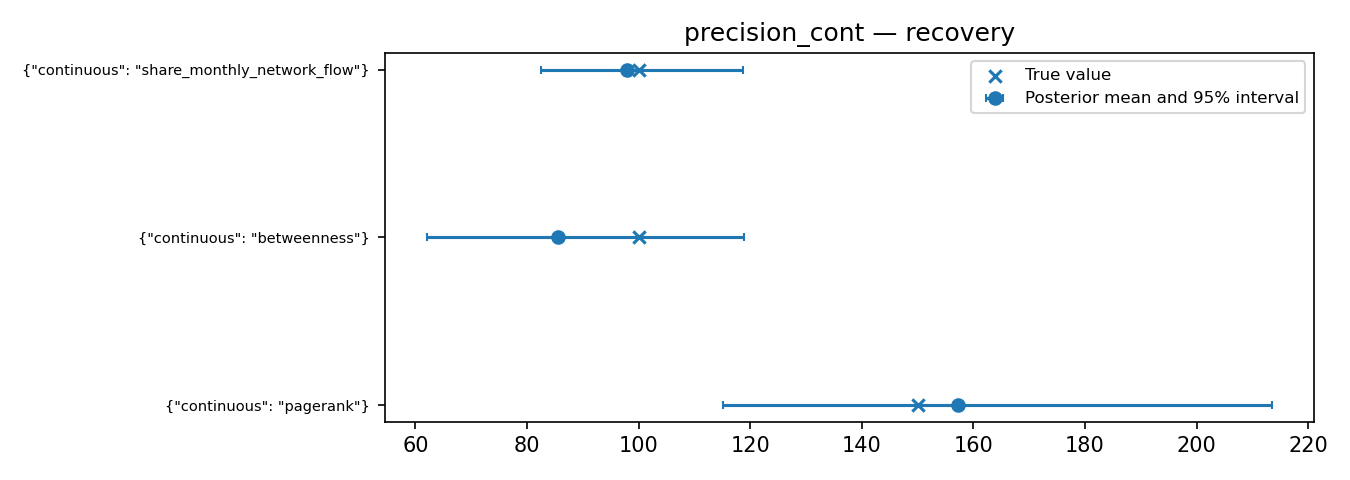 precision_cont — recovery
{"continuous": "share_monthly_network_flow"}
{"continuous": "betweenness"}
{"continuous": "pagerank"}
True value
Posterior mean and 95% interval
60 80 100 120 140 160 180 200 220